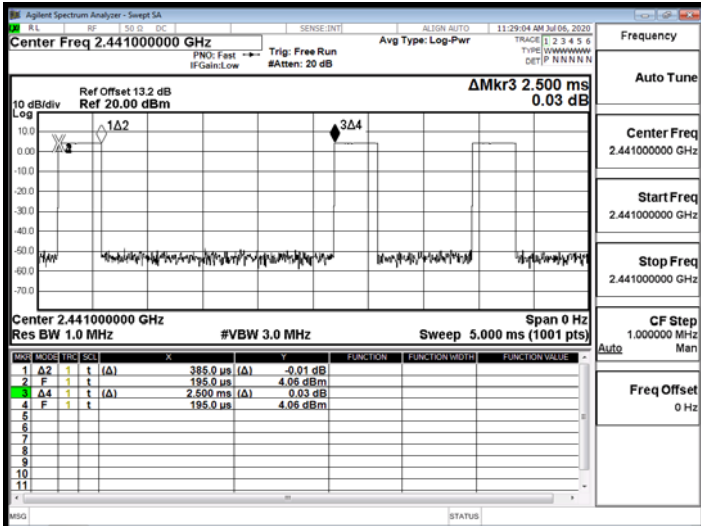 Agilent Spectrum Analyzer - Swept SA
RL RF 50 Ω DC SENSE:INT ALIGN AUTO 11:29:04 AM Jul 06, 2020
Center Freq 2.441000000 GHz
PNO: Fast
IFGain:Low
Trig: Free Run
#Atten: 20 dB
Avg Type: Log-Pwr
TRACE 1 2 3 4 5 6
TYPE WWWWWW
DET P N N N N N
Ref Offset 13.2 dB
Ref 20.00 dBm
10 dB/div
Log
ΔMkr3 2.500 ms
0.03 dB
1Δ2
3Δ4
10.0
0.00
-10.0
-20.0
-30.0
-40.0
-50.0
-60.0
-70.0
Center 2.441000000 GHz Span 0 Hz
Res BW 1.0 MHz #VBW 3.0 MHz Sweep 5.000 ms (1001 pts)
MKR MODE TRC SCL X Y FUNCTION FUNCTION WIDTH FUNCTION VALUE
1 Δ2 1 t (Δ) 385.0 µs (Δ) -0.01 dB
2 F 1 t 195.0 µs 4.06 dBm
3 Δ4 1 t (Δ) 2.500 ms (Δ) 0.03 dB
4 F 1 t 195.0 µs 4.06 dBm
5
6
7
8
9
10
11
MSG STATUS
Frequency
Auto Tune
Center Freq
2.441000000 GHz
Start Freq
2.441000000 GHz
Stop Freq
2.441000000 GHz
CF Step
1.000000 MHz
Auto Man
Freq Offset
0 Hz